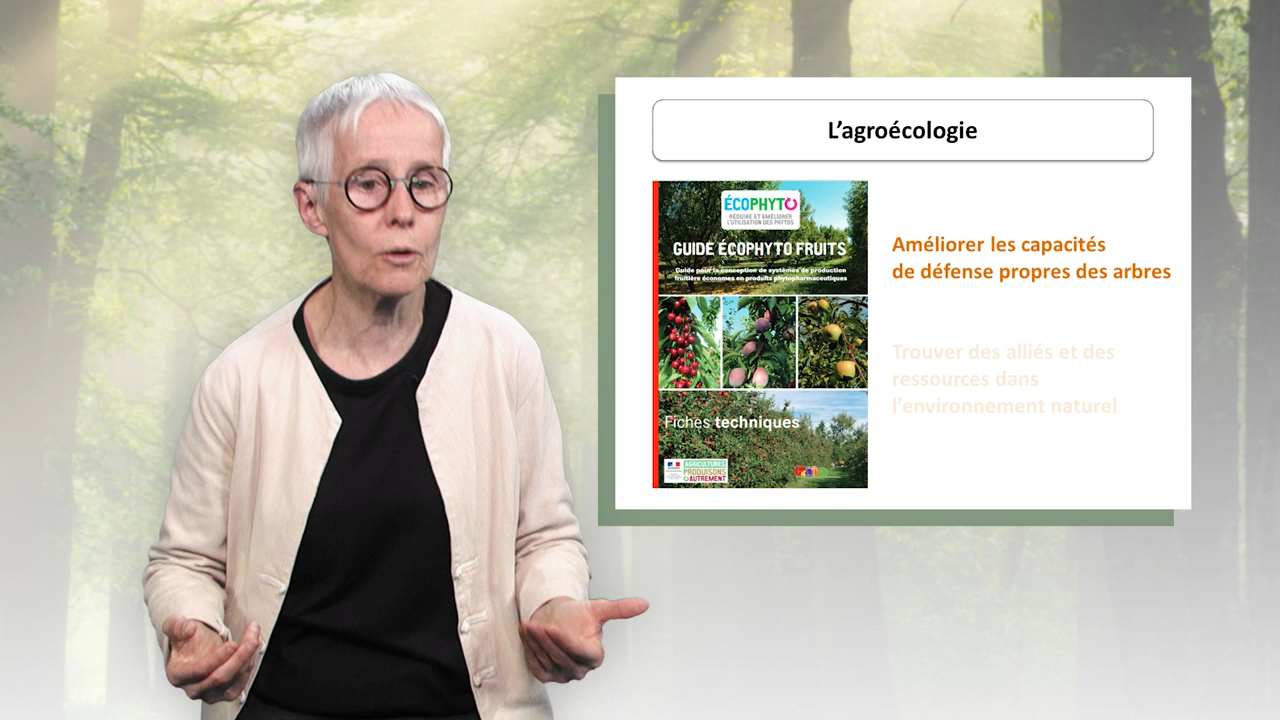 L'agroécologie
ÉCOPHYTO
RÉDUIRE ET AMÉLIORER
L'UTILISATION DES PHYTOS
GUIDE ÉCOPHYTO FRUITS
Guide pour la conception de systèmes de production
fruitière économes en produits phytopharmaceutiques
Fiches techniques
AGRICULTURES
PRODUISONS
AUTREMENT
Améliorer les capacités
de défense propres des arbres
Trouver des alliés et des
ressources dans
l'environnement naturel